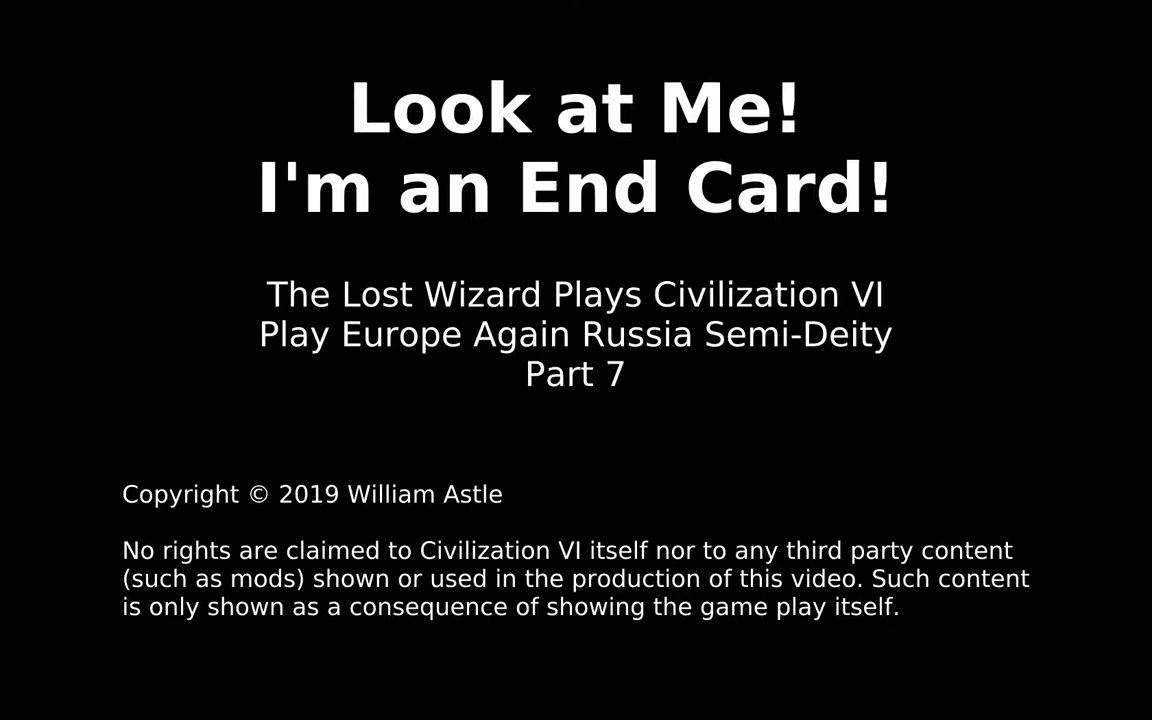 Look at Me!
I'm an End Card!
The Lost Wizard Plays Civilization VI
Play Europe Again Russia Semi-Deity
Part 7
Copyright © 2019 William Astle
No rights are claimed to Civilization VI itself nor to any third party content
(such as mods) shown or used in the production of this video. Such content
is only shown as a consequence of showing the game play itself.